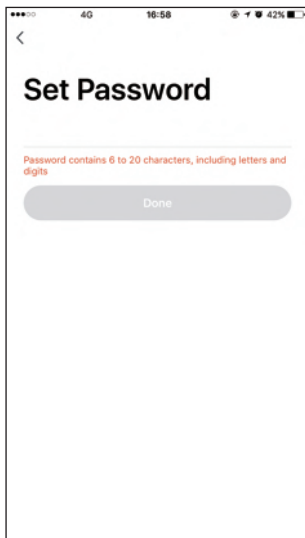 4G 16:58 42%
Set Password
Password contains 6 to 20 characters, including letters and
digits
Done